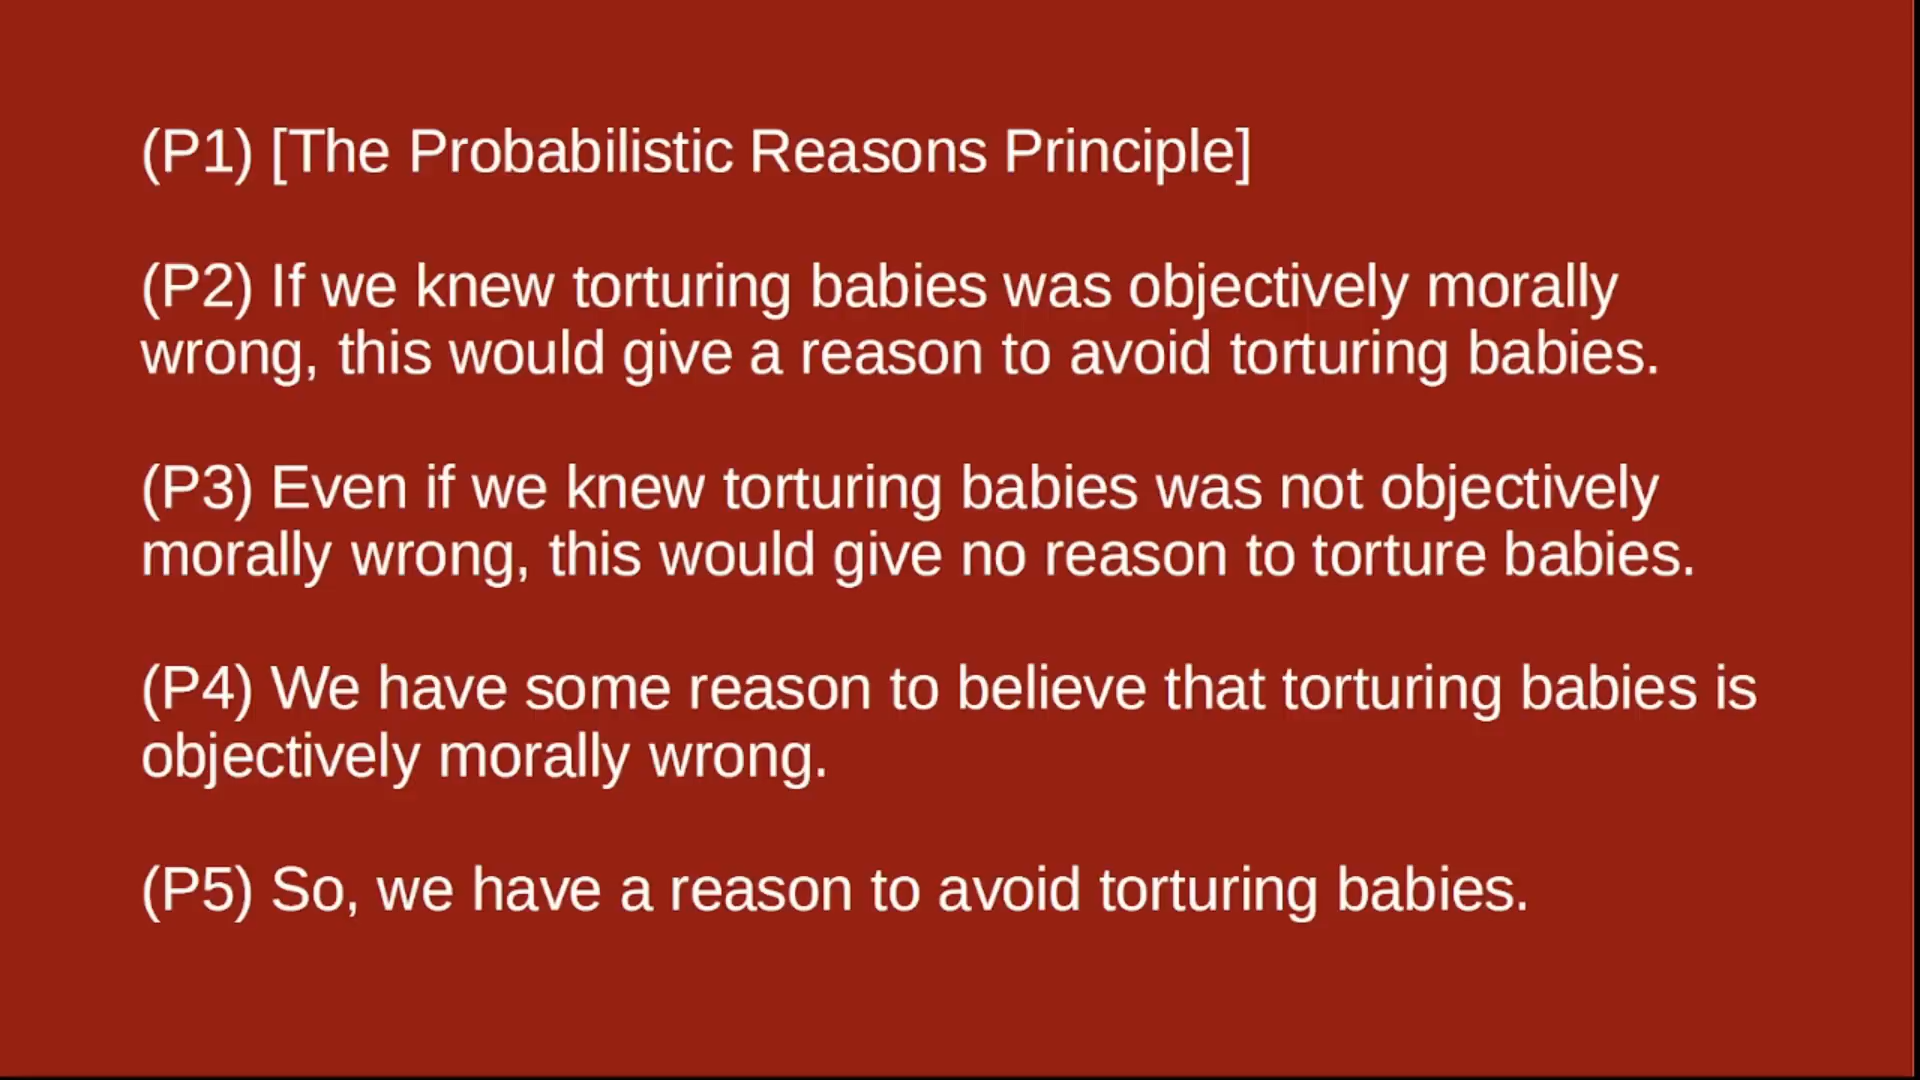 (P1) [The Probabilistic Reasons Principle]
(P2) If we knew torturing babies was objectively morally
wrong, this would give a reason to avoid torturing babies.
(P3) Even if we knew torturing babies was not objectively
morally wrong, this would give no reason to torture babies.
(P4) We have some reason to believe that torturing babies is
objectively morally wrong.
(P5) So, we have a reason to avoid torturing babies.